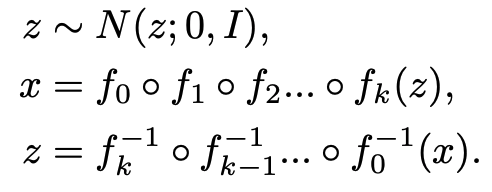 z ∼ N(z; 0, I),
x = f₀ ∘ f₁ ∘ f₂... ∘ fₖ(z),
z = fₖ⁻¹ ∘ fₖ₋₁⁻¹... ∘ f₀⁻¹(x).